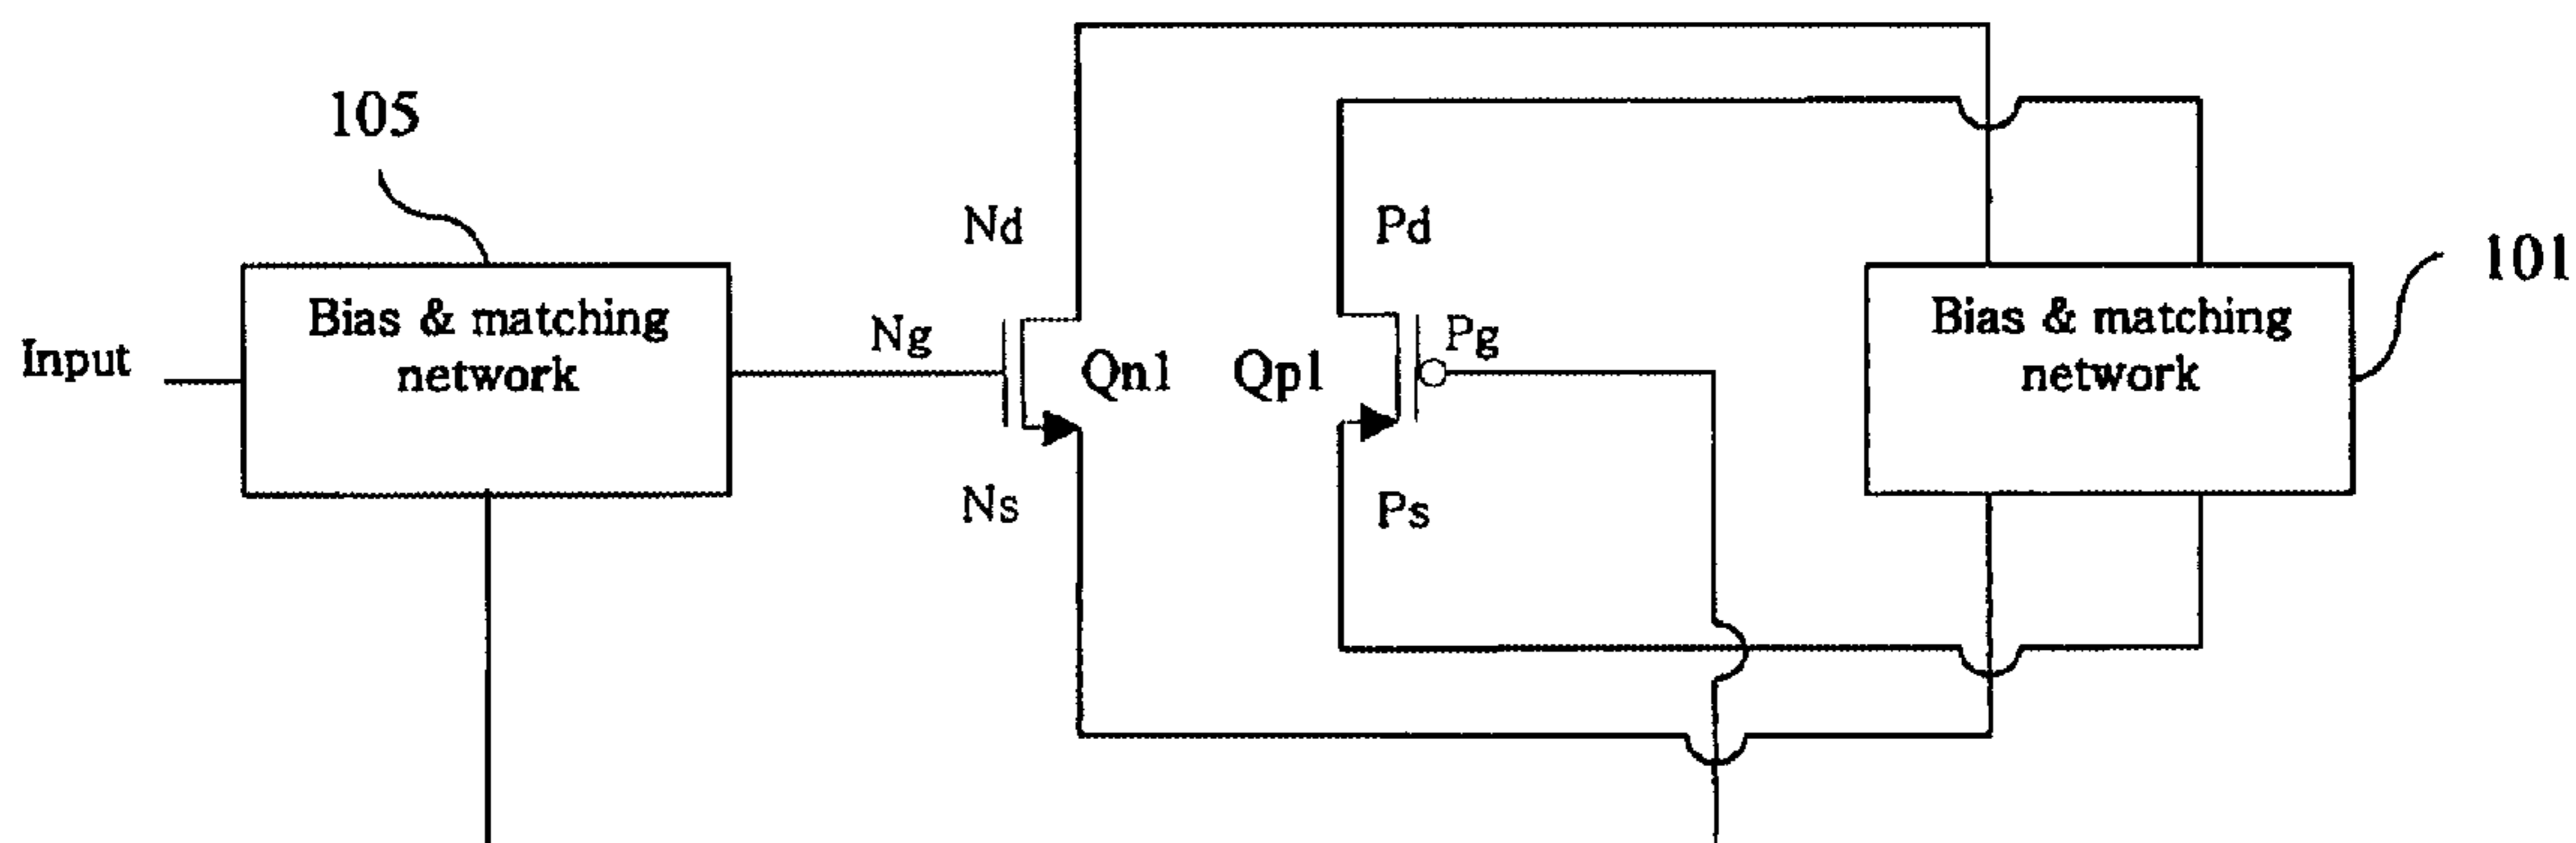 105
Nd
Pd
101
Bias & matching
network
Bias & matching
network
Input
Ng
Qn1
Qp1
Pg
Ns
Ps